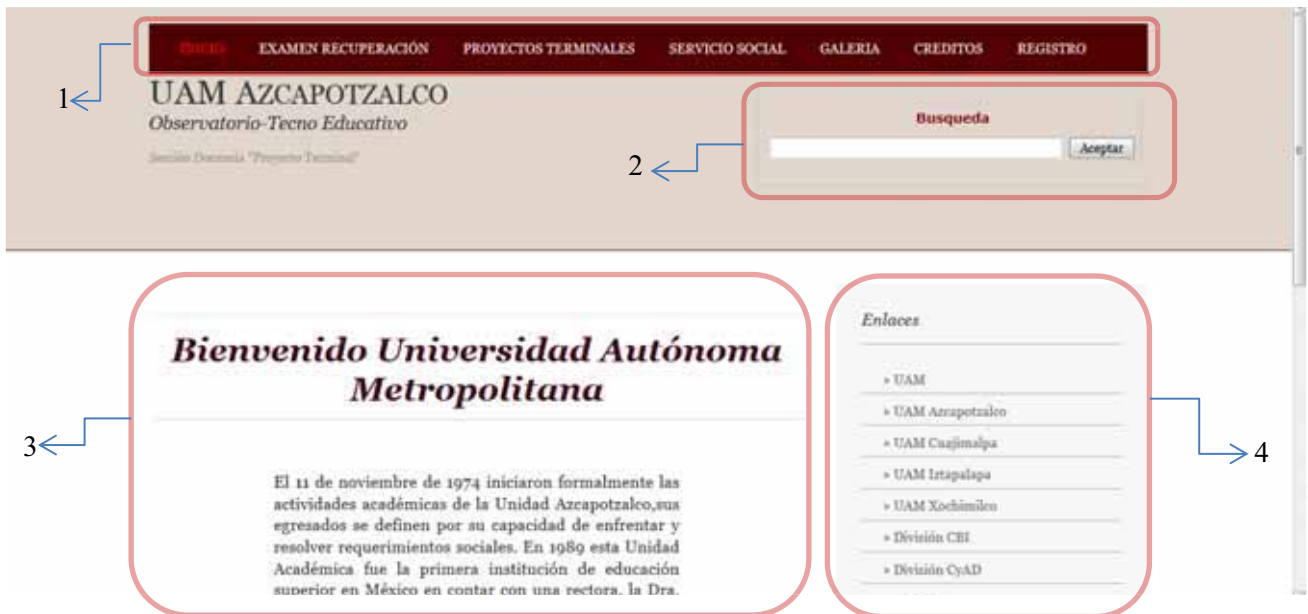 INICIO EXAMEN RECUPERACIÓN PROYECTOS TERMINALES SERVICIO SOCIAL GALERIA CREDITOS REGISTRO
1
UAM AZCAPOTZALCO
Observatorio-Tecno Educativo
Sección Docencia "Proyecto Terminal"
Busqueda
Aceptar
2
Bienvenido Universidad Autónoma
Metropolitana
3
El 11 de noviembre de 1974 iniciaron formalmente las
actividades académicas de la Unidad Azcapotzalco,sus
egresados se definen por su capacidad de enfrentar y
resolver requerimientos sociales. En 1989 esta Unidad
Académica fue la primera institución de educación
superior en México en contar con una rectora, la Dra.
Enlaces
» UAM
» UAM Azcapotzalco
» UAM Cuajimalpa
» UAM Iztapalapa
» UAM Xochimilco
» División CBI
» División CyAD
4